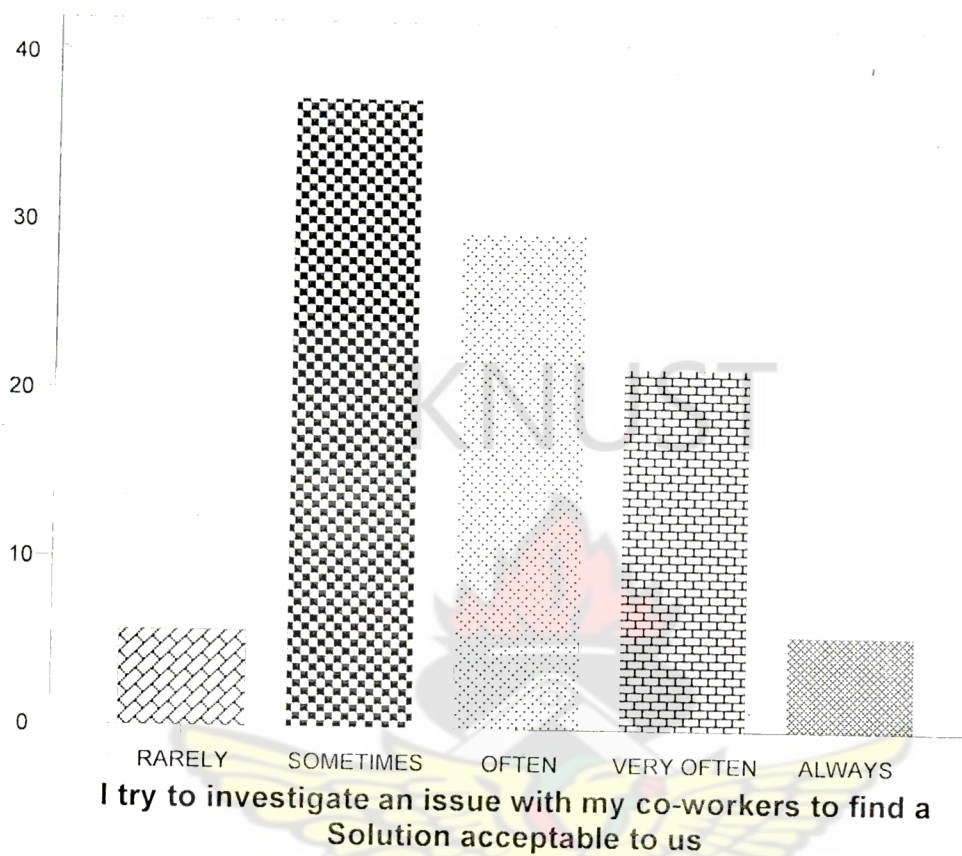 40
30
20
10
0
KNUST
RARELY SOMETIMES OFTEN VERY OFTEN ALWAYS
I try to investigate an issue with my co-workers to find a
Solution acceptable to us